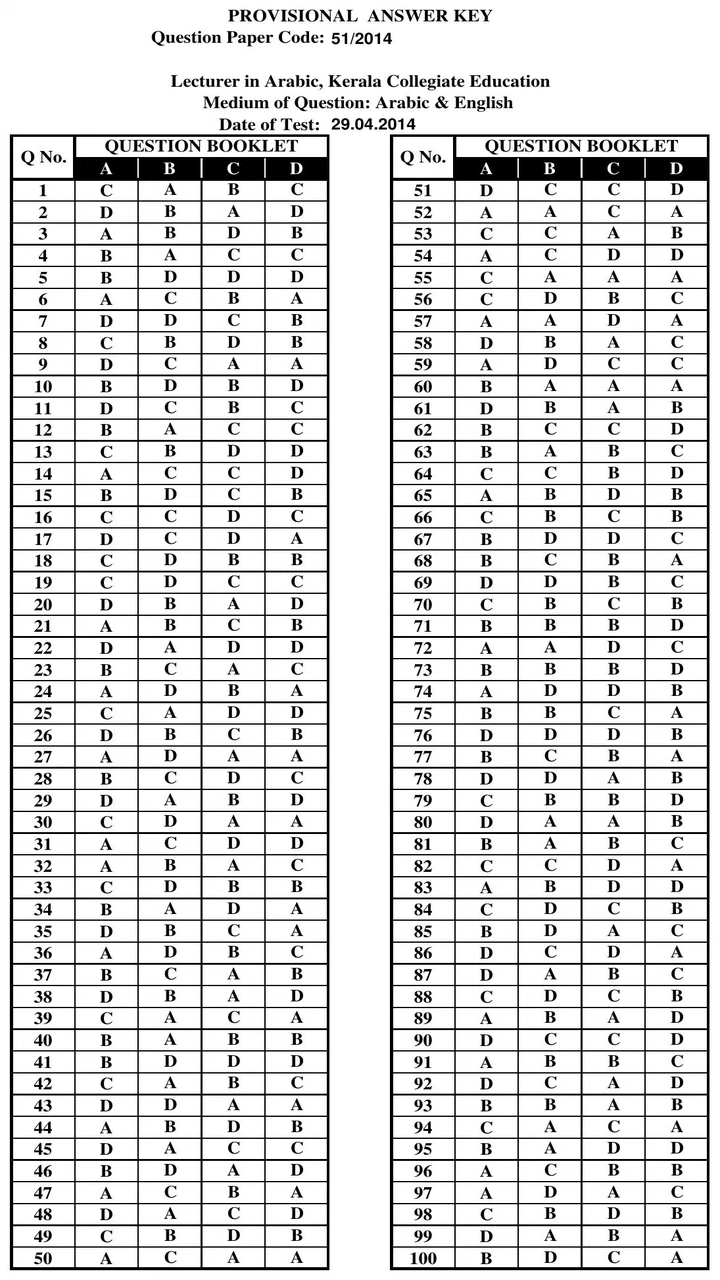 PROVISIONAL ANSWER KEY
Question Paper Code: 51/2014
Lecturer in Arabic, Kerala Collegiate Education
Medium of Question: Arabic & English
Date of Test: 29.04.2014
Q No. QUESTION BOOKLET
A B C D
1 C A B C
2 D B A D
3 A B D B
4 B A C C
5 B D D D
6 A C B A
7 D D C B
8 C B D B
9 D C A A
10 B D B D
11 D C B C
12 B A C C
13 C B D D
14 A C C D
15 B D C B
16 C C D C
17 D C D A
18 C D B B
19 C D C C
20 D B A D
21 A B C B
22 D A D D
23 B C A C
24 A D B A
25 C A D D
26 D B C B
27 A D A A
28 B C D C
29 D A B D
30 C D A A
31 A C D D
32 A B A C
33 C D B B
34 B A D A
35 D B C A
36 A D B C
37 B C A B
38 D B A D
39 C A C A
40 B A B B
41 B D D D
42 C A B C
43 D D A A
44 A B D B
45 D A C C
46 B D A D
47 A C B A
48 D A C D
49 C B D B
50 A C A A
Q No. QUESTION BOOKLET
A B C D
51 D C C D
52 A A C A
53 C C A B
54 A C D D
55 C A A A
56 C D B C
57 A A D A
58 D B A C
59 A D C C
60 B A A A
61 D B A B
62 B C C D
63 B A B C
64 C C B D
65 A B D B
66 C B C B
67 B D D C
68 B C B A
69 D D B C
70 C B C B
71 B B B D
72 A A D C
73 B B B D
74 A D D B
75 B B C A
76 D D D B
77 B C B A
78 D D A B
79 C B B D
80 D A A B
81 B A B C
82 C C D A
83 A B D D
84 C D C B
85 B D A C
86 D C D A
87 D A B C
88 C D C B
89 A B A D
90 D C C D
91 A B B C
92 D C A D
93 B B A B
94 C A C A
95 B A D D
96 A C B B
97 A D A C
98 C B D B
99 D A B A
100 B D C A